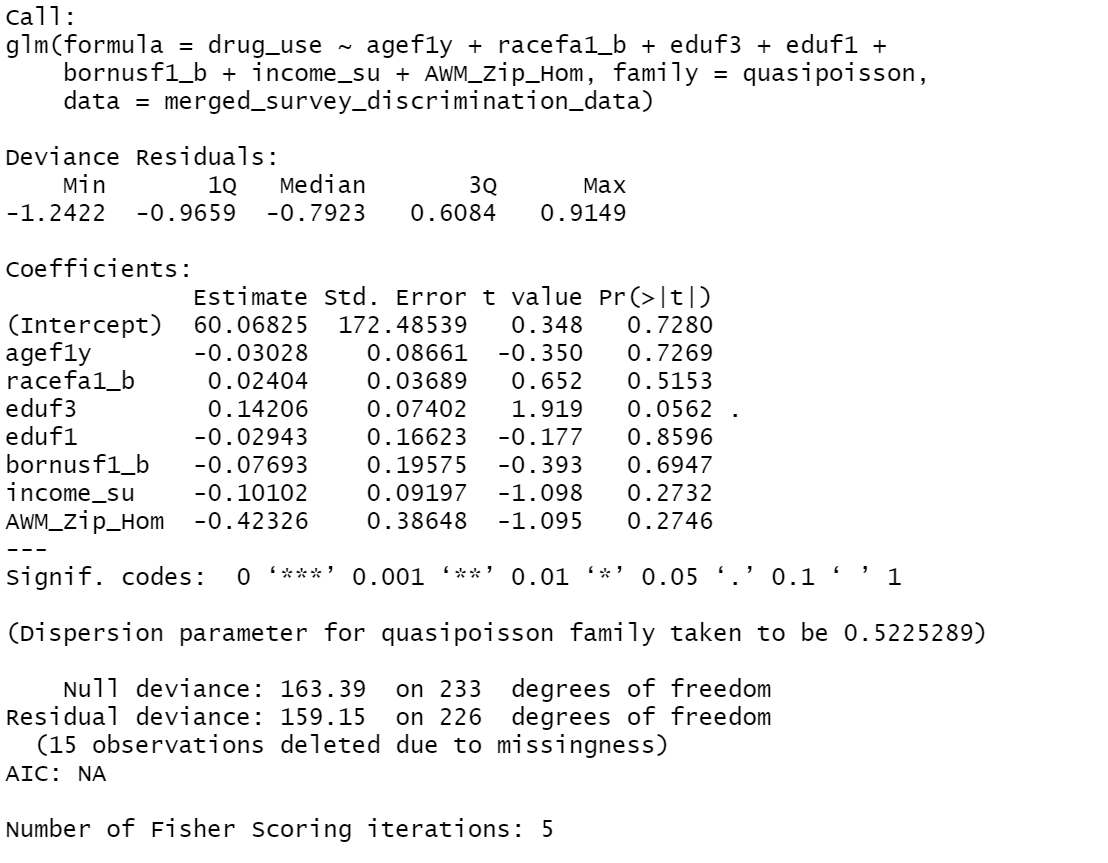 Call:
glm(formula = drug_use ~ agef1y + racefa1_b + eduf3 + eduf1 +
    bornusf1_b + income_su + AWM_Zip_Hom, family = quasipoisson,
    data = merged_survey_discrimination_data)

Deviance Residuals:
    Min       1Q   Median       3Q      Max
-1.2422  -0.9659  -0.7923   0.6084   0.9149

Coefficients:
             Estimate Std. Error t value Pr(>|t|)
(Intercept)  60.06825  172.48539   0.348   0.7280
agef1y       -0.03028    0.08661  -0.350   0.7269
racefa1_b     0.02404    0.03689   0.652   0.5153
eduf3         0.14206    0.07402   1.919   0.0562 .
eduf1        -0.02943    0.16623  -0.177   0.8596
bornusf1_b   -0.07693    0.19575  -0.393   0.6947
income_su    -0.10102    0.09197  -1.098   0.2732
AWM_Zip_Hom  -0.42326    0.38648  -1.095   0.2746
---
Signif. codes:  0 ‘***’ 0.001 ‘**’ 0.01 ‘*’ 0.05 ‘.’ 0.1 ‘ ’ 1

(Dispersion parameter for quasipoisson family taken to be 0.5225289)

    Null deviance: 163.39  on 233  degrees of freedom
Residual deviance: 159.15  on 226  degrees of freedom
  (15 observations deleted due to missingness)
AIC: NA

Number of Fisher Scoring iterations: 5